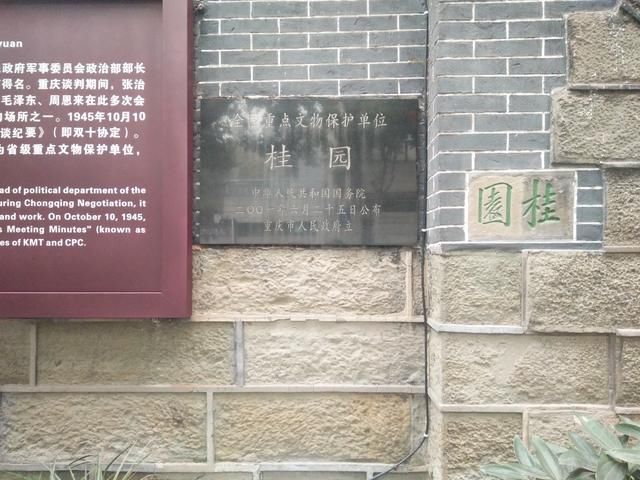 yuan
政府军事委员会政治部部长
得名。重庆谈判期间，张治
毛泽东、周恩来在此多次会
场所之一。1945年10月10
谈纪要》（即双十协定）。
为省级重点文物保护单位，
ad of political department of the
uring Chongqing Negotiation, it
and work. On October 10, 1945,
s Meeting Minutes" (known as
es of KMT and CPC.
全国重点文物保护单位
桂园
中华人民共和国国务院
二〇〇一年六月二十五日公布
重庆市人民政府立
園桂